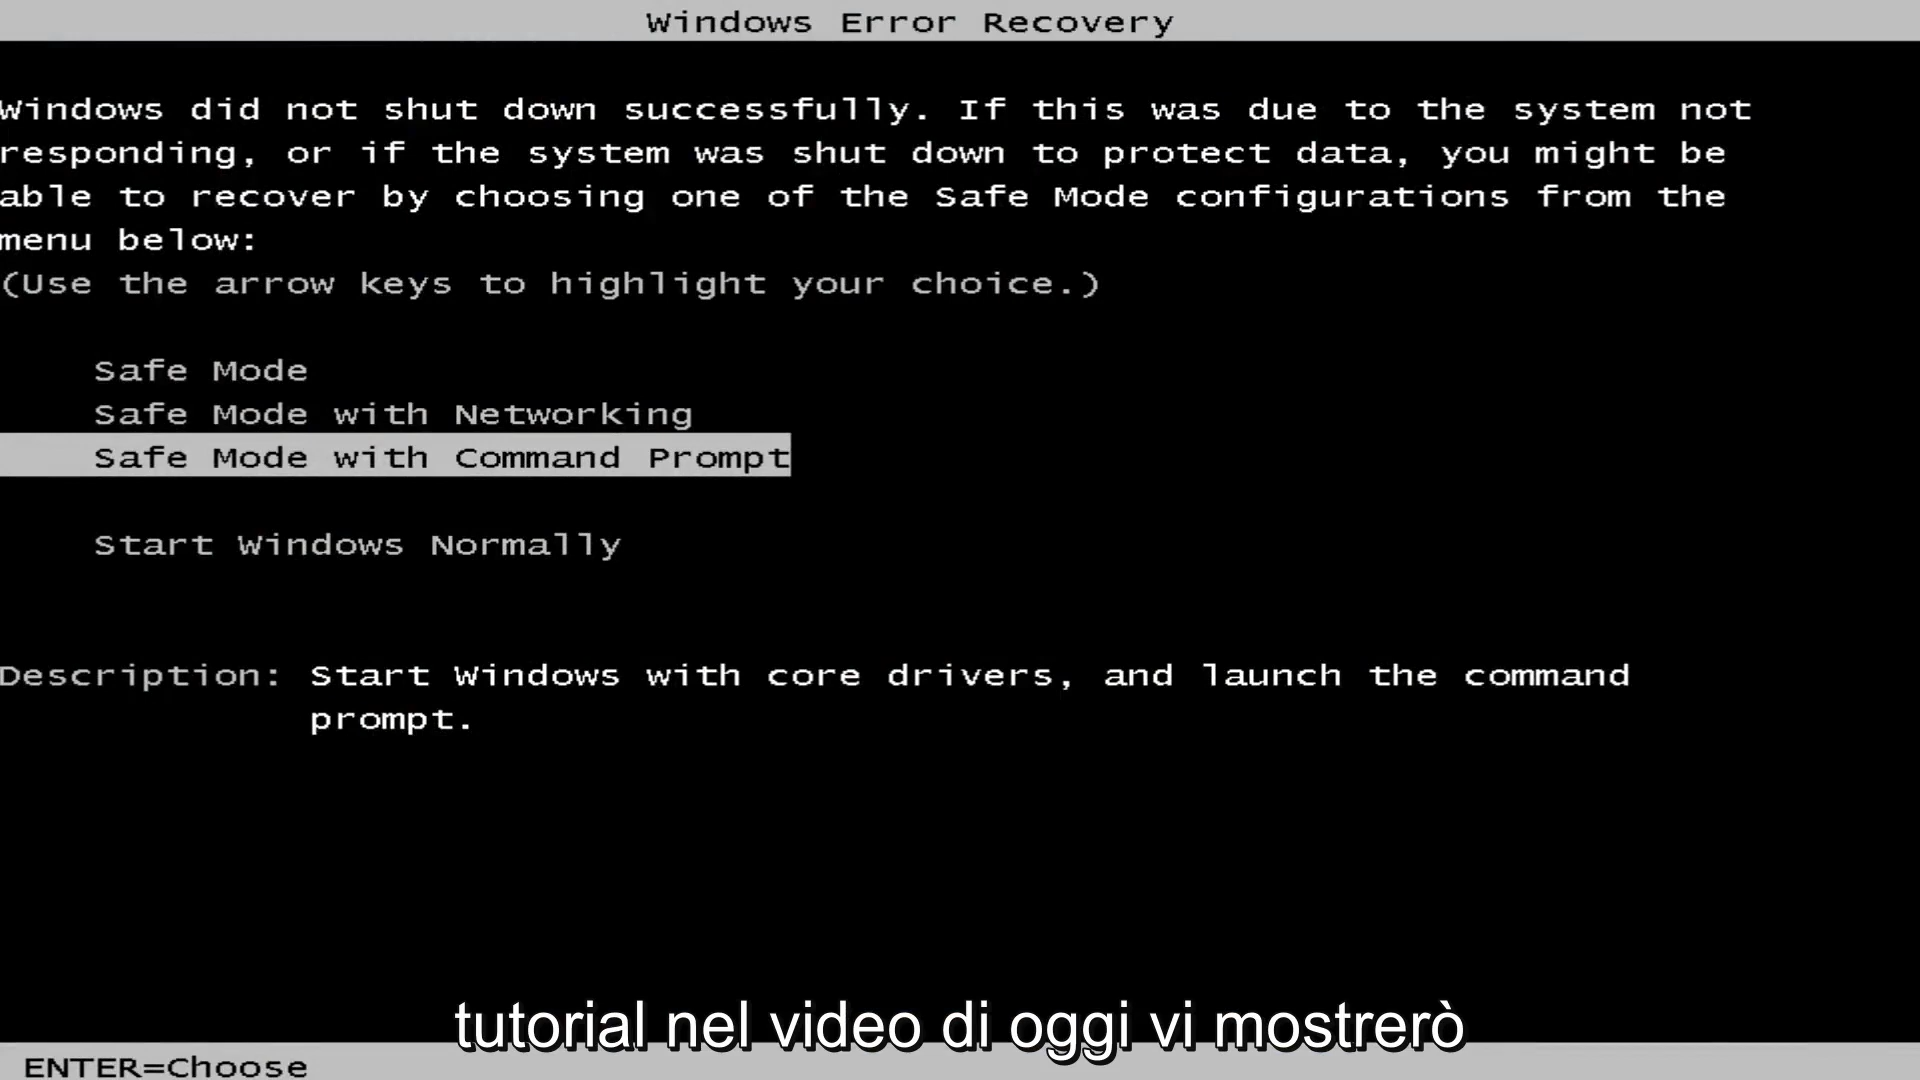 Windows Error Recovery
Windows did not shut down successfully. If this was due to the system not
responding, or if the system was shut down to protect data, you might be
able to recover by choosing one of the Safe Mode configurations from the
menu below:
(Use the arrow keys to highlight your choice.)
Safe Mode
Safe Mode with Networking
Safe Mode with Command Prompt
Start Windows Normally
Description: Start Windows with core drivers, and launch the command
prompt.
tutorial nel video di oggi vi mostrerò
ENTER=Choose